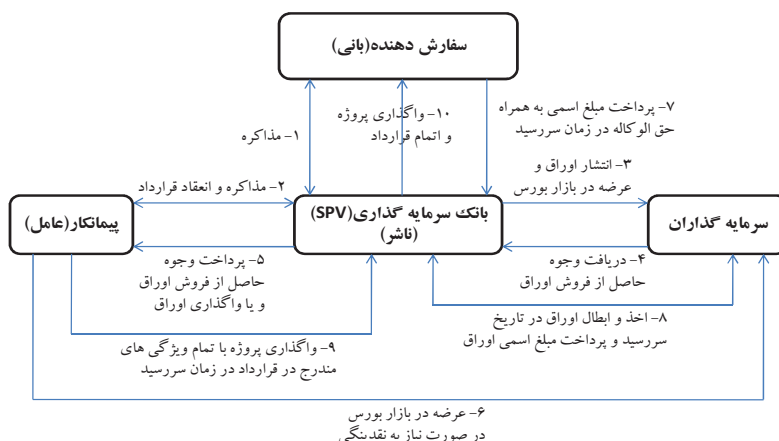 سفارش دهنده(بانی)
۷- پرداخت مبلغ اسمی به همراه
حق الوکاله در زمان سررسید
۱۰- واگذاری پروژه
و اتمام قرارداد
۱- مذاکره
۳- انتشار اوراق و
عرضه در بازار بورس
۲- مذاکره و انعقاد قرارداد
سرمایه گذاران
بانک سرمایه گذاری(SPV)
(ناشر)
پیمانکار(عامل)
۴- دریافت وجوه
حاصل از فروش اوراق
۵- پرداخت وجوه
حاصل از فروش اوراق
و یا واگذاری اوراق
۸- اخذ و ابطال اوراق در تاریخ
سررسید و پرداخت مبلغ اسمی اوراق
۹- واگذاری پروژه با تمام ویژگی های
مندرج در قرارداد در زمان سررسید
۶- عرضه در بازار بورس
در صورت نیاز به نقدینگی